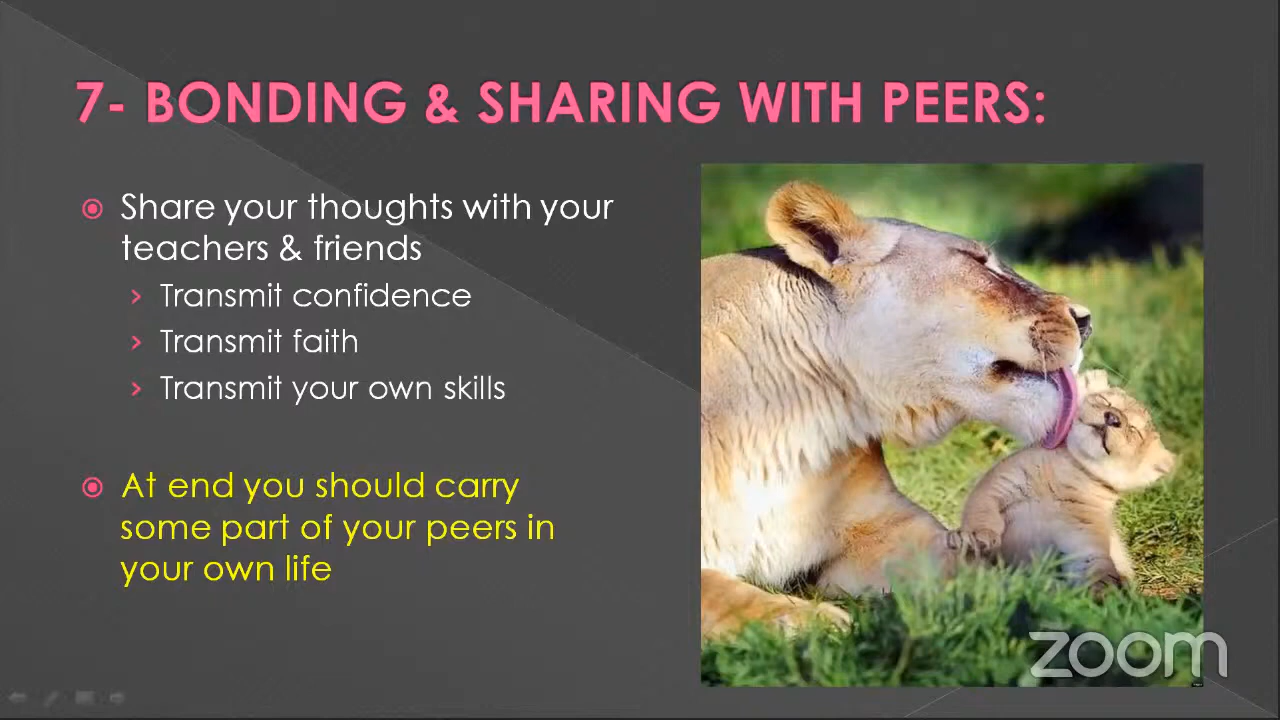 7- BONDING & SHARING WITH PEERS:
Share your thoughts with your
teachers & friends
Transmit confidence
Transmit faith
Transmit your own skills
At end you should carry
some part of your peers in
your own life
zoom